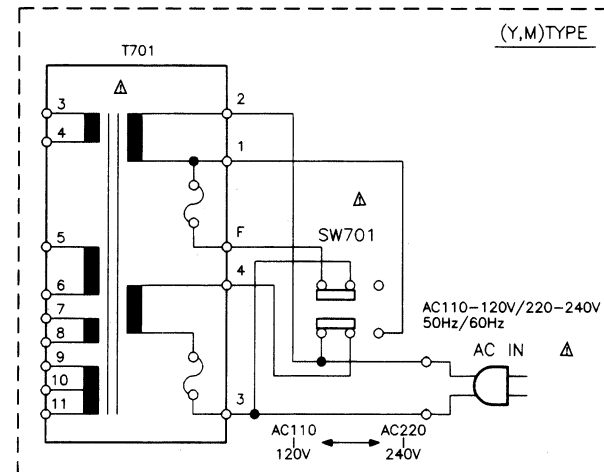 (Y,M)TYPE
T701
3
2
4
1
5
F
SW701
6
4
7
AC110-120V/220-240V
50Hz/60Hz
8
9
AC IN
10
11
3
AC110
120V
AC220
240V